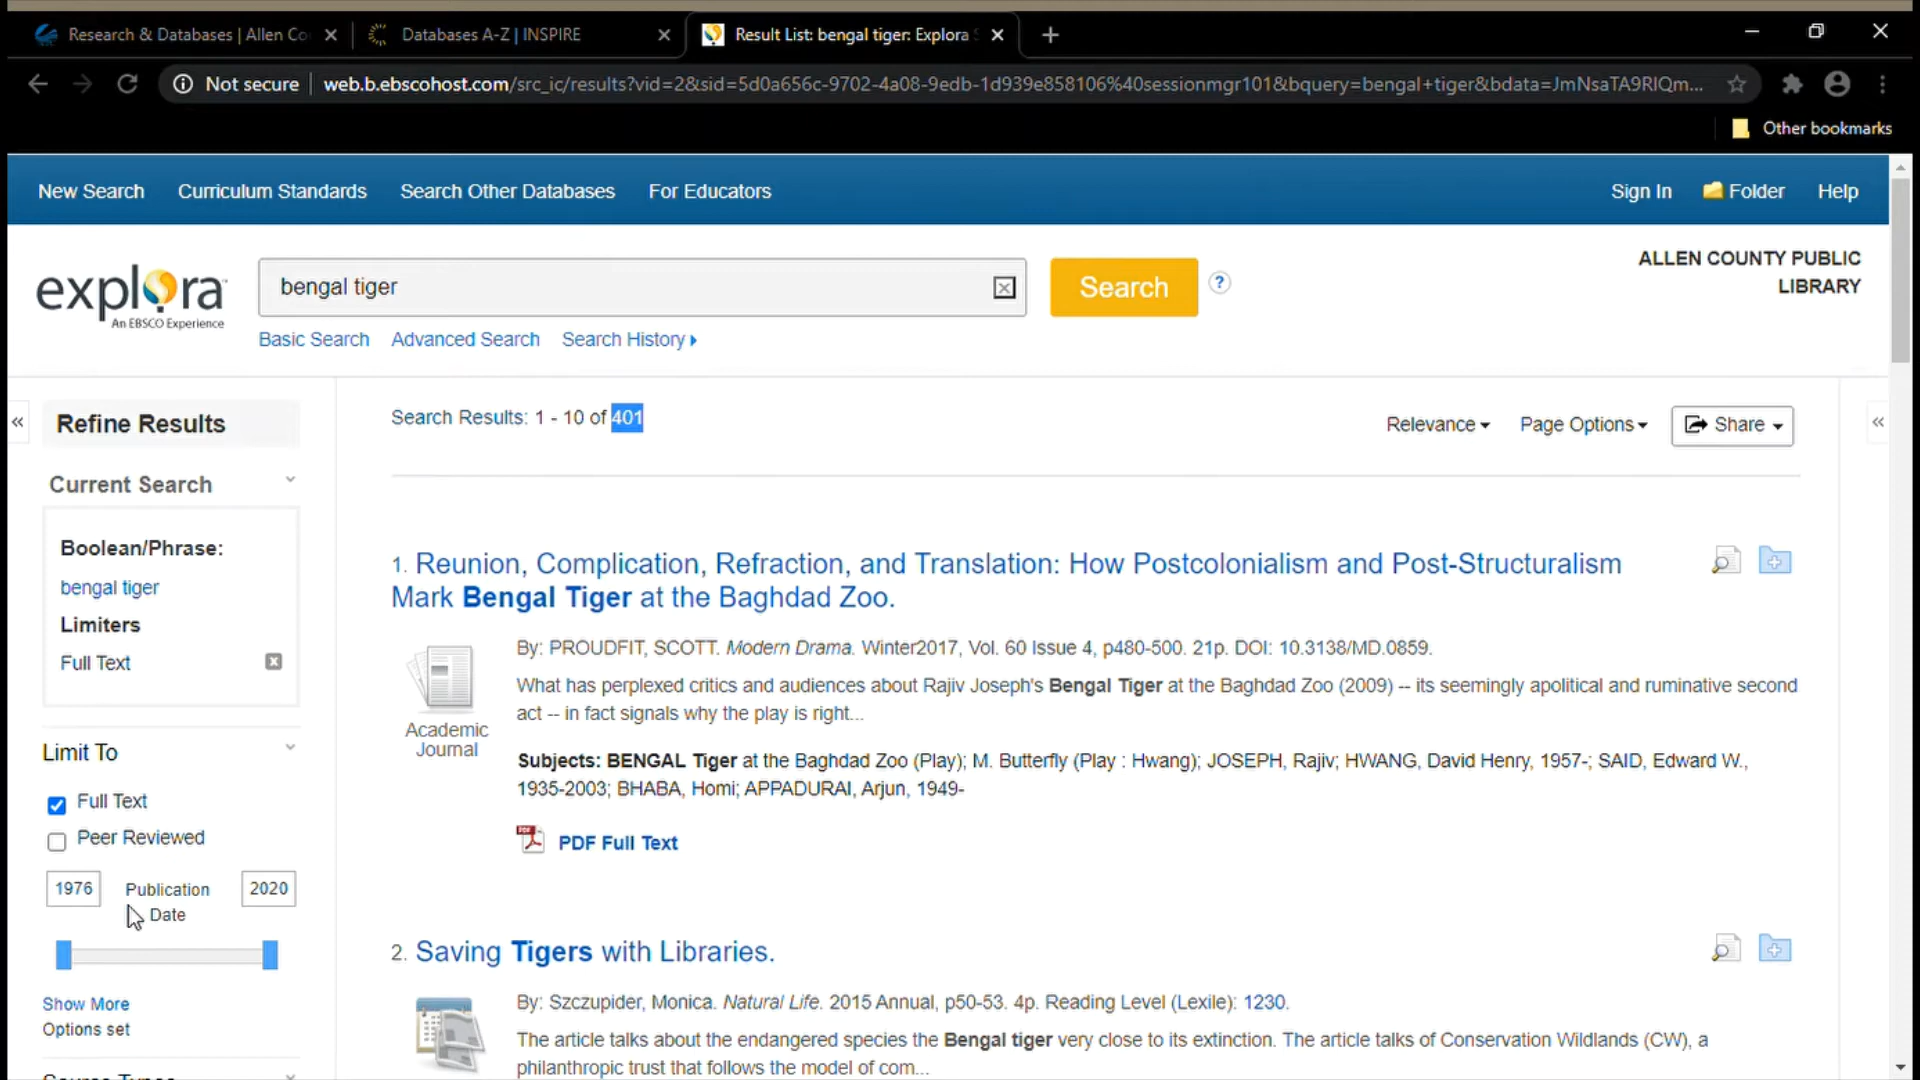 Research & Databases | Allen Co
Databases A-Z | INSPIRE
Result List: bengal tiger: Explora S
Not secure
web.b.ebscohost.com/src_ic/results?vid=2&sid=5d0a656c-9702-4a08-9edb-1d939e858106%40sessionmgr101&bquery=bengal+tiger&bdata=JmNsaTA9RlQm...
Other bookmarks
New Search
Curriculum Standards
Search Other Databases
For Educators
Sign In
Folder
Help
explora
An EBSCO Experience
bengal tiger
Search
?
ALLEN COUNTY PUBLIC
LIBRARY
Basic Search
Advanced Search
Search History
«
Refine Results
Search Results: 1 - 10 of 401
Relevance
Page Options
Share
«
Current Search
Boolean/Phrase:
bengal tiger
Limiters
Full Text
Limit To
Full Text
Peer Reviewed
1976
Publication
Date
2020
Show More
Options set
Source Types
1. Reunion, Complication, Refraction, and Translation: How Postcolonialism and Post-Structuralism
Mark Bengal Tiger at the Baghdad Zoo.
Academic
Journal
By: PROUDFIT, SCOTT. Modern Drama. Winter2017, Vol. 60 Issue 4, p480-500. 21p. DOI: 10.3138/MD.0859.
What has perplexed critics and audiences about Rajiv Joseph's Bengal Tiger at the Baghdad Zoo (2009) -- its seemingly apolitical and ruminative second
act -- in fact signals why the play is right...
Subjects: BENGAL Tiger at the Baghdad Zoo (Play); M. Butterfly (Play : Hwang); JOSEPH, Rajiv; HWANG, David Henry, 1957-; SAID, Edward W.,
1935-2003; BHABA, Homi; APPADURAI, Arjun, 1949-
PDF Full Text
2. Saving Tigers with Libraries.
By: Szczupider, Monica. Natural Life. 2015 Annual, p50-53. 4p. Reading Level (Lexile): 1230.
The article talks about the endangered species the Bengal tiger very close to its extinction. The article talks of Conservation Wildlands (CW), a
philanthropic trust that follows the model of com...